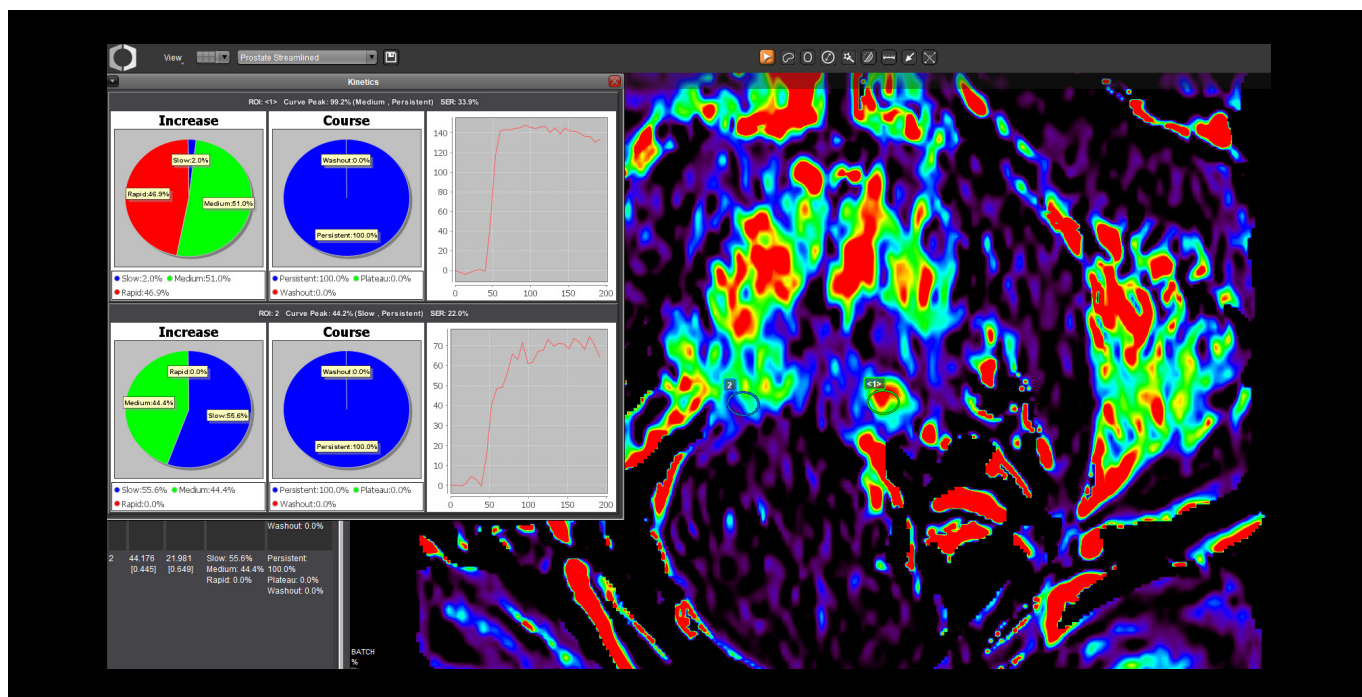 View
Prostate Streamlined
Kinetics
ROI: <1> Curve Peak: 99.2% (Medium , Persistent) SER: 33.9%
Increase
Slow:2.0%
Rapid:46.9%
Medium:51.0%
Slow:2.0% Medium:51.0%
Rapid:46.9%
Course
Washout:0.0%
Persistent:100.0%
Persistent:100.0% Plateau:0.0%
Washout:0.0%
140
120
100
80
60
40
20
0
0 50 100 150 200
ROI: 2 Curve Peak: 44.2% (Slow , Persistent) SER: 22.0%
Increase
Rapid:0.0%
Medium:44.4%
Slow:55.6%
Slow:55.6% Medium:44.4%
Rapid:0.0%
Course
Washout:0.0%
Persistent:100.0%
Persistent:100.0% Plateau:0.0%
Washout:0.0%
70
60
50
40
30
20
10
0
0 50 100 150 200
2
<1>
Washout: 0.0%
2 44.176 21.981 Slow: 55.6% Persistent:
[0.445] [0.649] Medium: 44.4% 100.0%
Rapid: 0.0% Plateau: 0.0%
Washout: 0.0%
BATCH
%